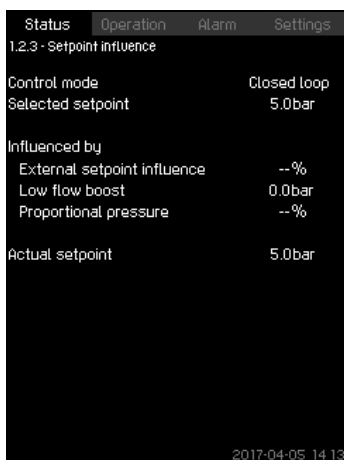 Status Operation Alarm Settings
1.2.3 - Setpoint influence
Control mode Closed loop
Selected setpoint 5.0bar
Influenced by
External setpoint influence --%
Low flow boost 0.0bar
Proportional pressure --%
Actual setpoint 5.0bar
2017-04-05 14 13